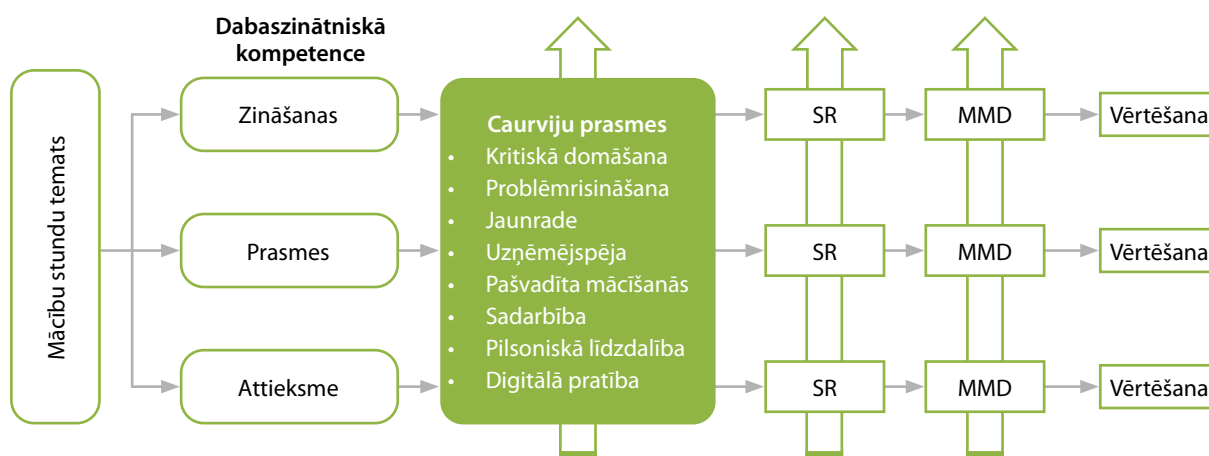 Dabaszinātniskā
kompetence
Mācību stundu temats
Zināšanas
Prasmes
Attieksme
Caurviju prasmes
• Kritiskā domāšana
• Problēmrisināšana
• Jaunrade
• Uzņēmējspēja
• Pašvadīta mācīšanās
• Sadarbība
• Pilsoniskā līdzdalība
• Digitālā pratība
SR
MMD
Vērtēšana
SR
MMD
Vērtēšana
SR
MMD
Vērtēšana